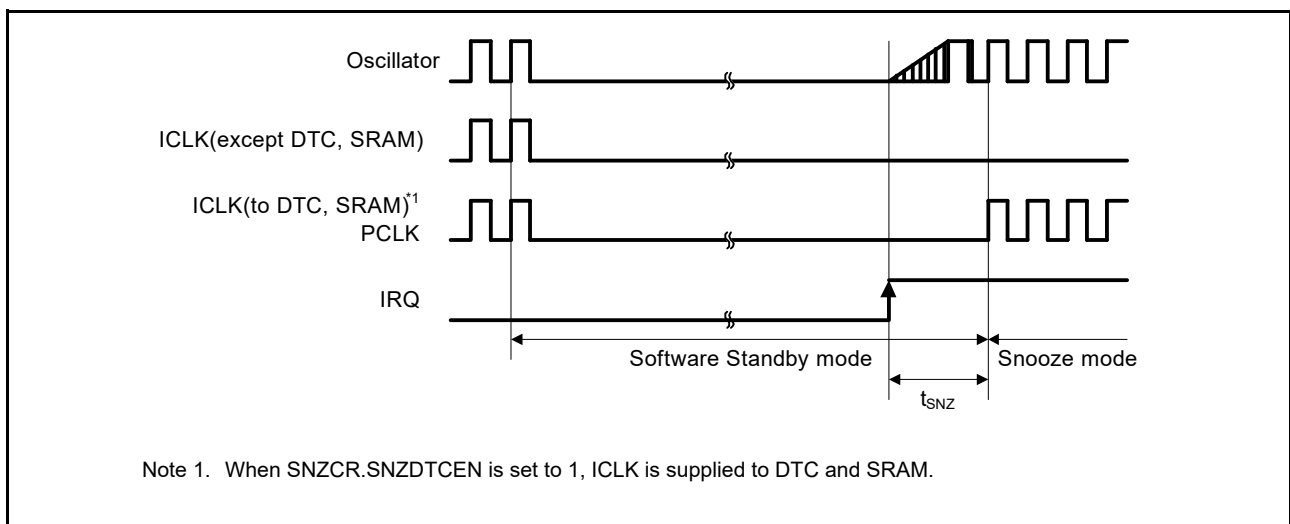 Oscillator
ICLK(except DTC, SRAM)
ICLK(to DTC, SRAM)*1
PCLK
IRQ
Software Standby mode
Snooze mode
tSNZ
Note 1. When SNZCR.SNZDTCEN is set to 1, ICLK is supplied to DTC and SRAM.